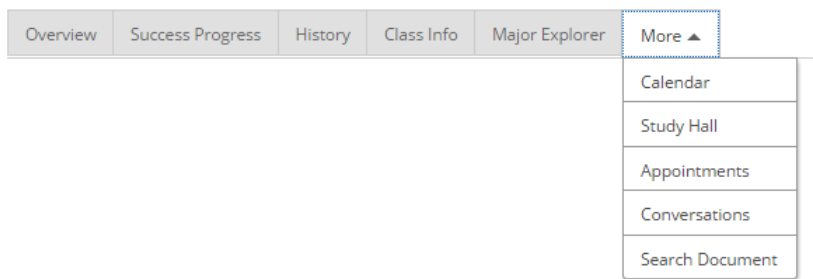 Overview Success Progress History Class Info Major Explorer More ▲
Calendar
Study Hall
Appointments
Conversations
Search Document